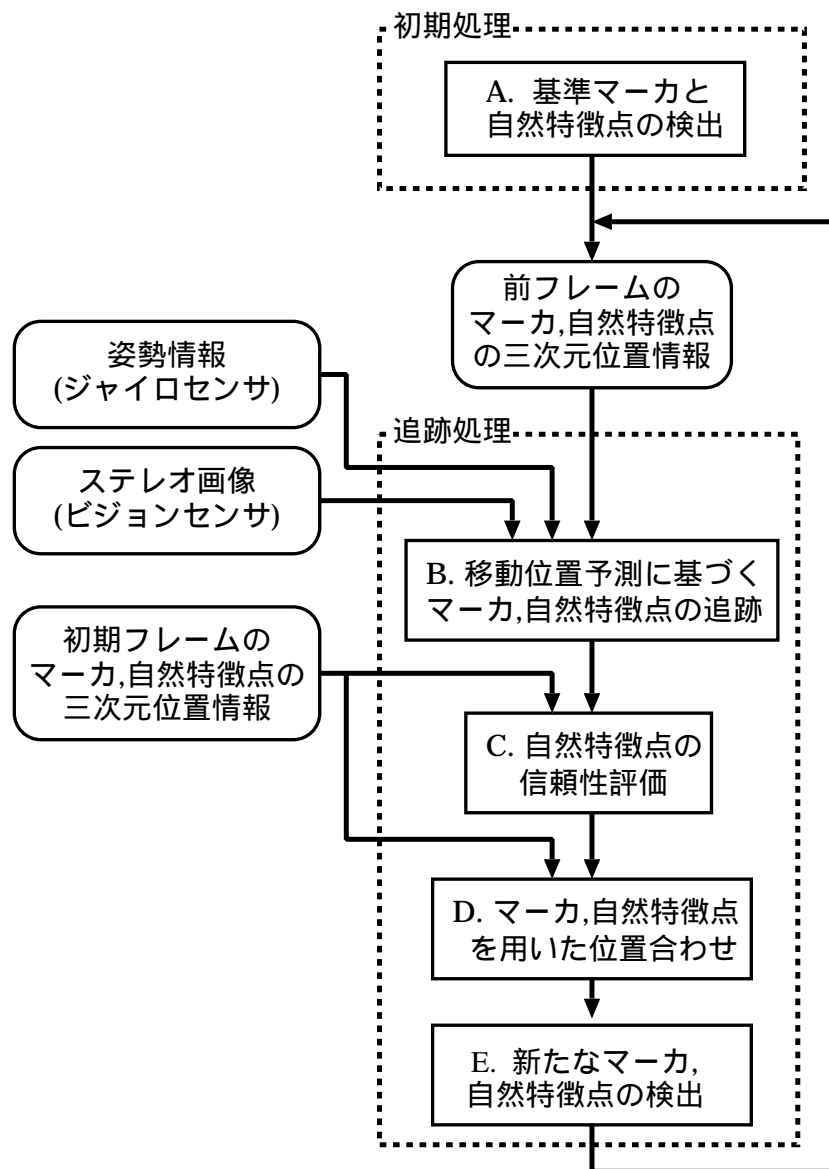 初期処理
A. 基準マーカと
自然特徴点の検出
前フレームの
マーカ,自然特徴点
の三次元位置情報
姿勢情報
(ジャイロセンサ)
追跡処理
ステレオ画像
(ビジョンセンサ)
B. 移動位置予測に基づく
マーカ,自然特徴点の追跡
初期フレームの
マーカ,自然特徴点の
三次元位置情報
C. 自然特徴点の
信頼性評価
D. マーカ,自然特徴点
を用いた位置合わせ
E. 新たなマーカ,
自然特徴点の検出